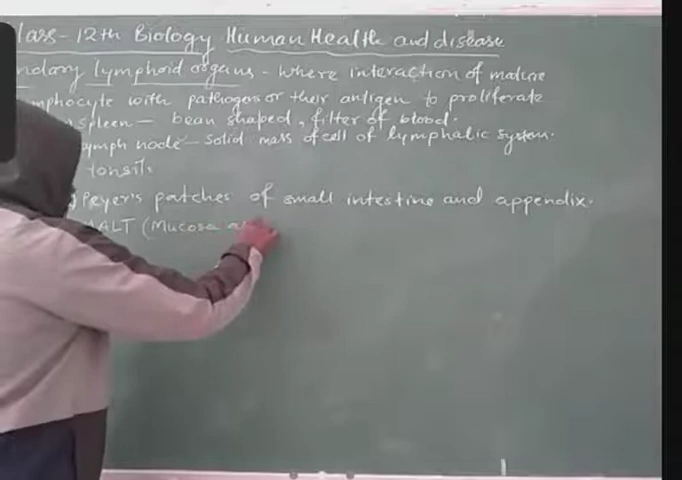 lass-12th Biology Human Health and disease
ndary lymphoid organs - where interaction of mature
mphocyte with pathogens or their antigen to proliferate
spleen - bean shaped, filter of blood.
ymph node - solid mass of cell of lymphatic system.
tonsil.
Peyer's patches of small intestine and appendix.
MALT (Mucosa